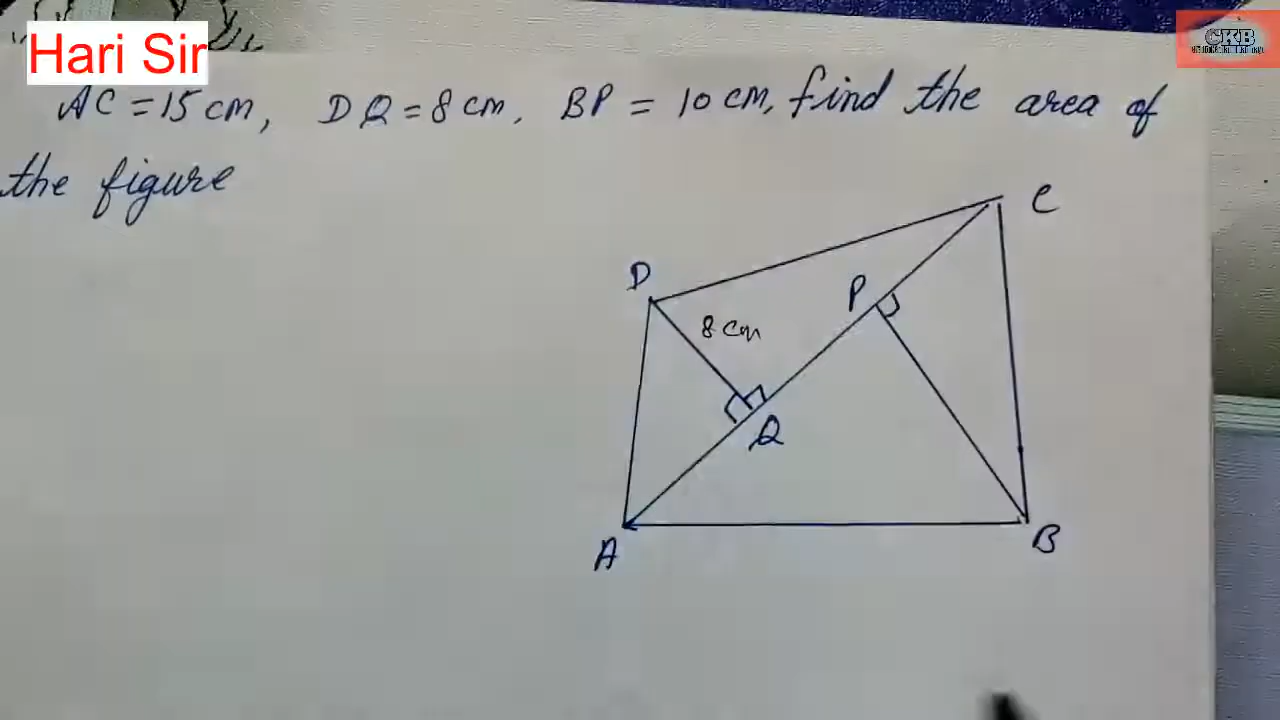 Hari Sir
CKB
AC = 15 cm, DQ = 8 cm, BP = 10 cm, find the area of
the figure
C
D
P
8 cm
Q
A
B